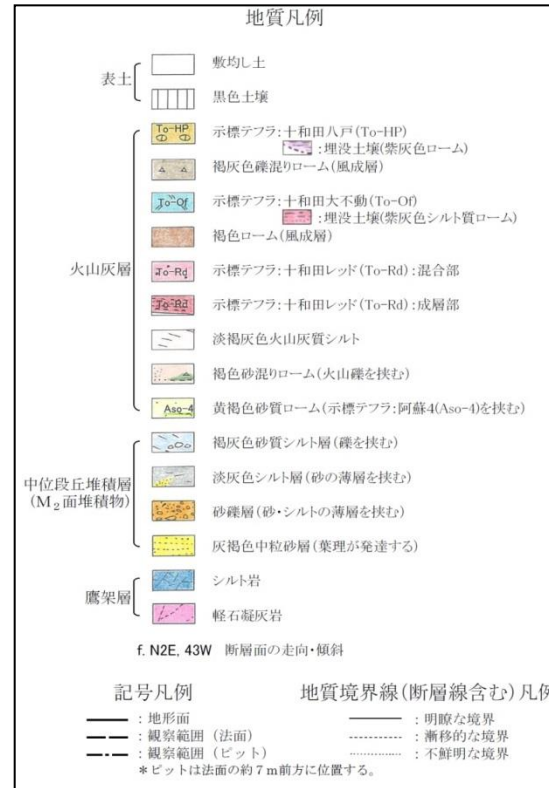 地質凡例
表土
敷均し土
黒色土壌
火山灰層
To-HP 示標テフラ:十和田八戸(To-HP)
:埋没土壌(紫灰色ローム)
褐灰色礫混りローム(風成層)
To-Of 示標テフラ:十和田大不動(To-Of)
:埋没土壌(紫灰色シルト質ローム)
褐色ローム(風成層)
To-Rd 示標テフラ:十和田レッド(To-Rd):混合部
To-Rd 示標テフラ:十和田レッド(To-Rd):成層部
淡褐灰色火山灰質シルト
褐色砂混りローム(火山礫を挟む)
Aso-4 黄褐色砂質ローム(示標テフラ:阿蘇4(Aso-4)を挟む)
中位段丘堆積層
(M₂面堆積物)
褐灰色砂質シルト層(礫を挟む)
淡灰色シルト層(砂の薄層を挟む)
砂礫層(砂・シルトの薄層を挟む)
灰褐色中粒砂層(葉理が発達する)
鷹架層
シルト岩
軽石凝灰岩
f. N2E, 43W 断層面の走向・傾斜
記号凡例
:地形面
:観察範囲(法面)
:観察範囲(ピット)
*ピットは法面の約7m前方に位置する。
地質境界線(断層線含む)凡例
:明瞭な境界
:漸移的な境界
:不鮮明な境界